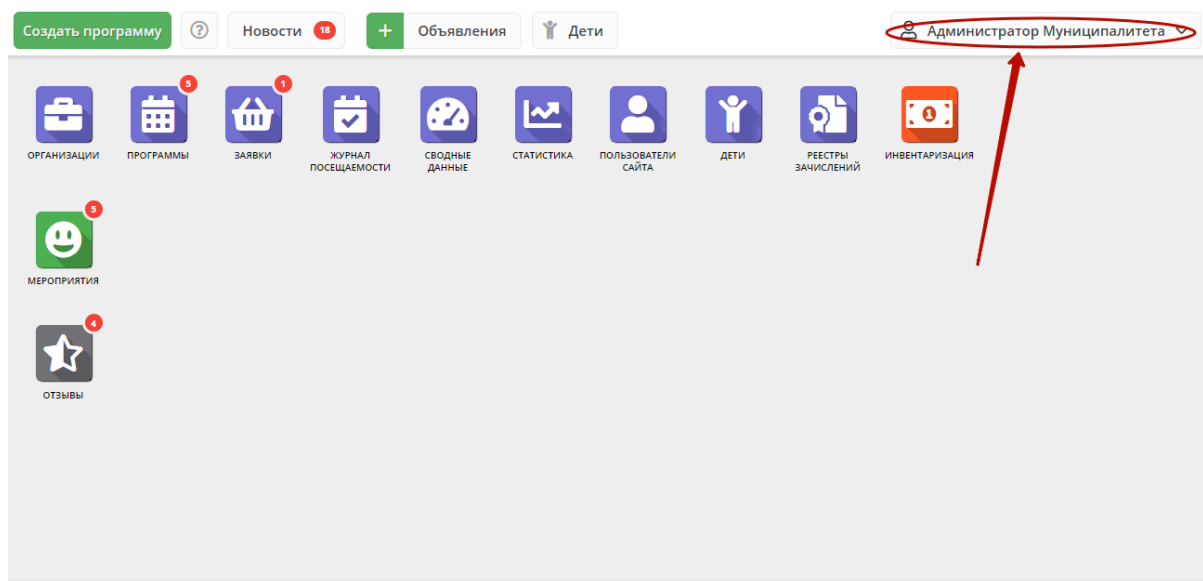 Создать программу
Новости 18
+ Объявления
Дети
Администратор Муниципалитета
5
1
ОРГАНИЗАЦИИ
ПРОГРАММЫ
ЗАЯВКИ
ЖУРНАЛ
ПОСЕЩАЕМОСТИ
СВОДНЫЕ
ДАННЫЕ
СТАТИСТИКА
ПОЛЬЗОВАТЕЛИ
САЙТА
ДЕТИ
РЕЕСТРЫ
ЗАЧИСЛЕНИЙ
1
ИНВЕНТАРИЗАЦИЯ
5
МЕРОПРИЯТИЯ
4
ОТЗЫВЫ